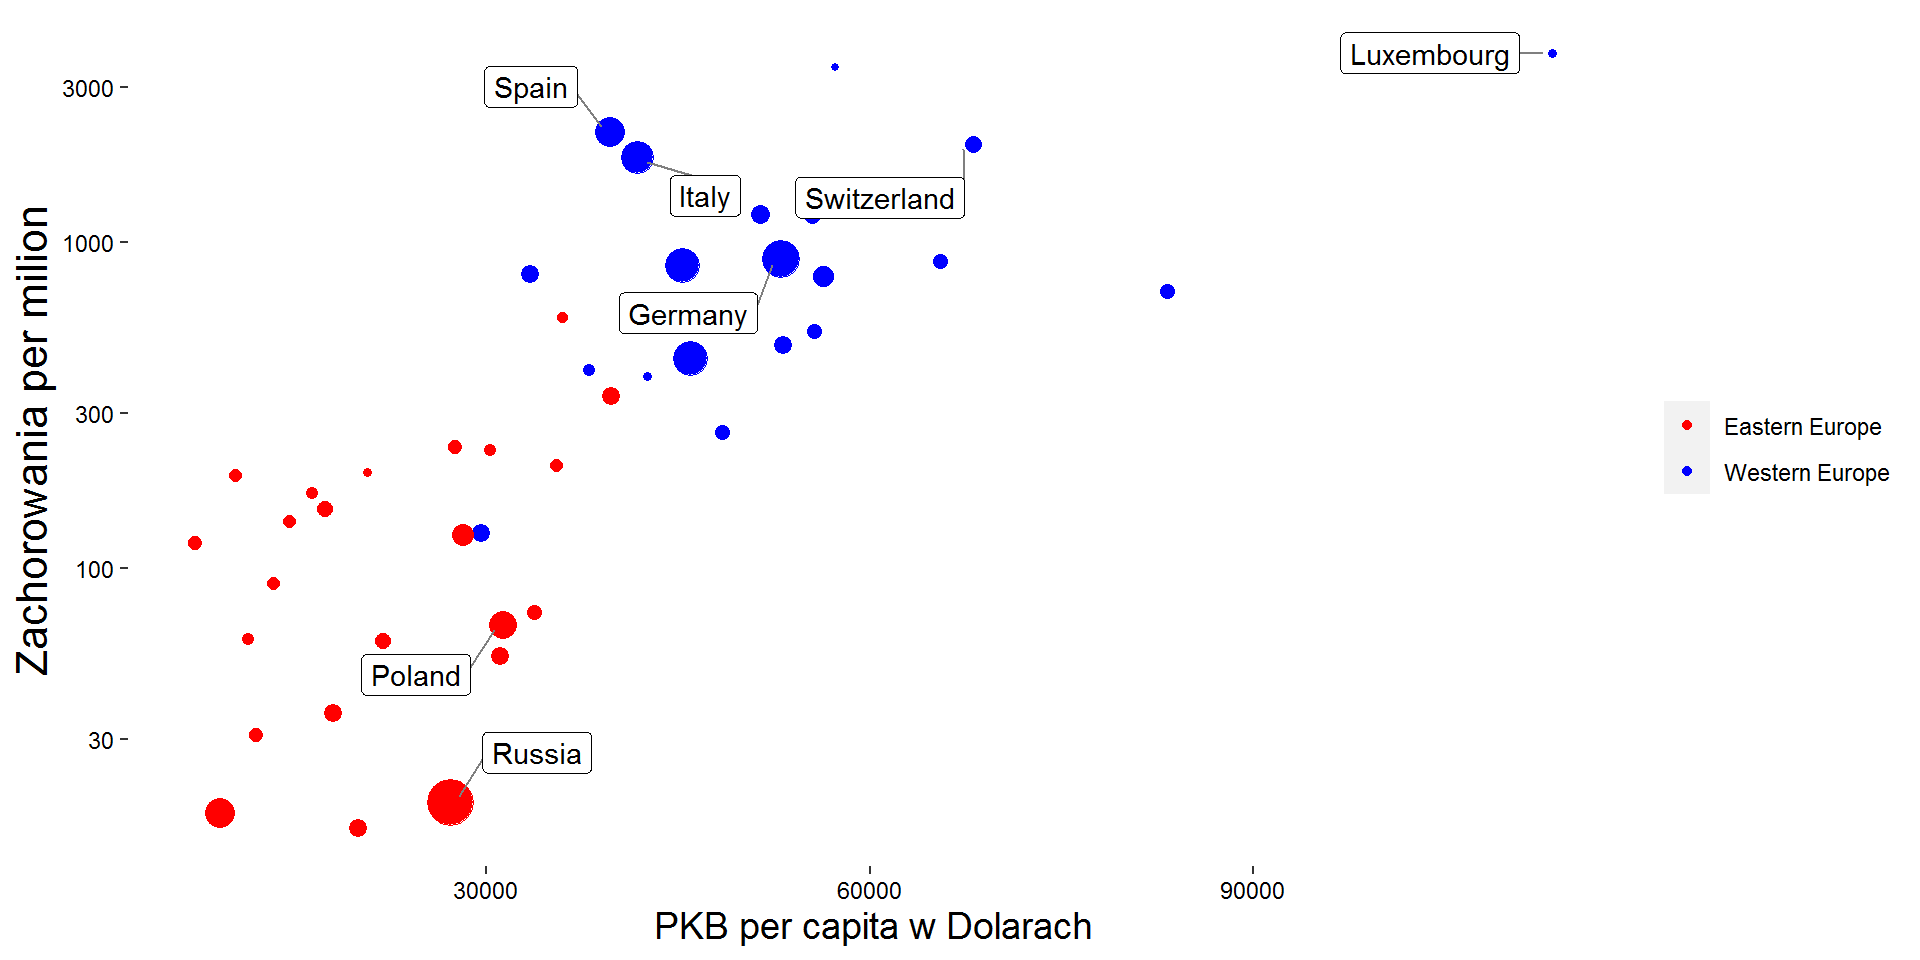 Zachorowania per milion
3000
1000
300
100
30
Luxembourg
Spain
Italy
Switzerland
Germany
Poland
Russia
Eastern Europe
Western Europe
30000
60000
90000
PKB per capita w Dolarach